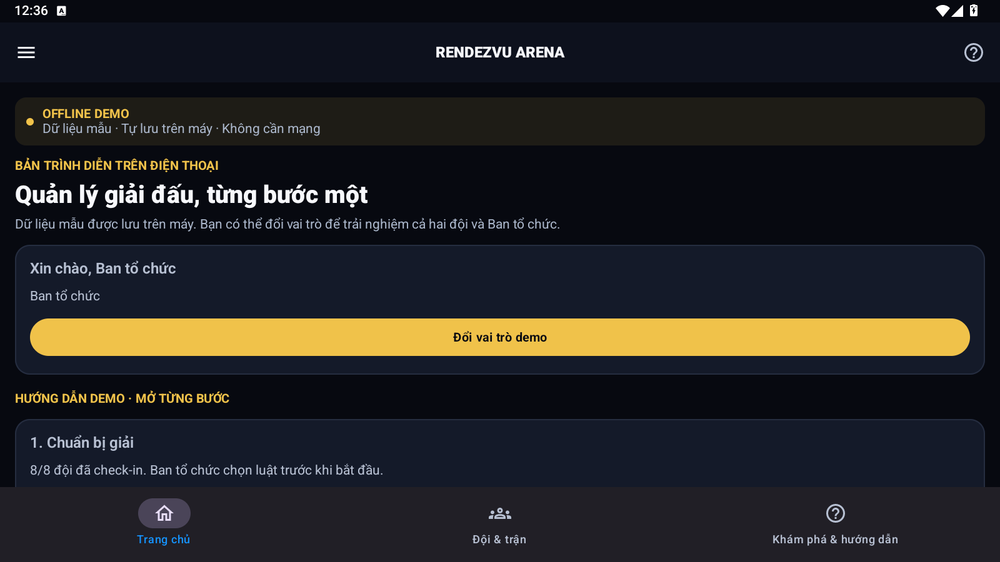 12:36
RENDEZVU ARENA
OFFLINE DEMO
Dữ liệu mẫu · Tự lưu trên máy · Không cần mạng
BẢN TRÌNH DIỄN TRÊN ĐIỆN THOẠI
Quản lý giải đấu, từng bước một
Dữ liệu mẫu được lưu trên máy. Bạn có thể đổi vai trò để trải nghiệm cả hai đội và Ban tổ chức.
Xin chào, Ban tổ chức
Ban tổ chức
Đổi vai trò demo
HƯỚNG DẪN DEMO · MỞ TỪNG BƯỚC
1. Chuẩn bị giải
8/8 đội đã check-in. Ban tổ chức chọn luật trước khi bắt đầu.
Trang chủ
Đội & trận
Khám phá & hướng dẫn